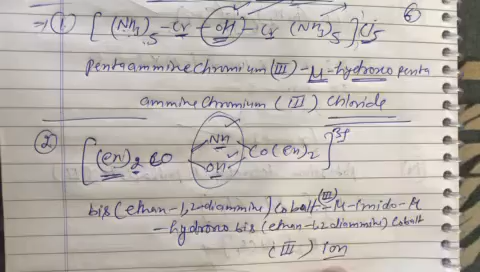 ⇒ (1) [(NH3)5 - Cr - OH - Cr (NH3)5] Cl5
6
pentaamminechromium (III) - μ - hydroxo penta
ammine chromium (III) chloride
(2) [(en)2 CO NH OH CO(en)2]3+
bis(ethan-1,2-diammine) cobalt (III) - μ - imido - μ
- hydroxo bis (ethan-1,2 diammine) cobalt
(III) ion